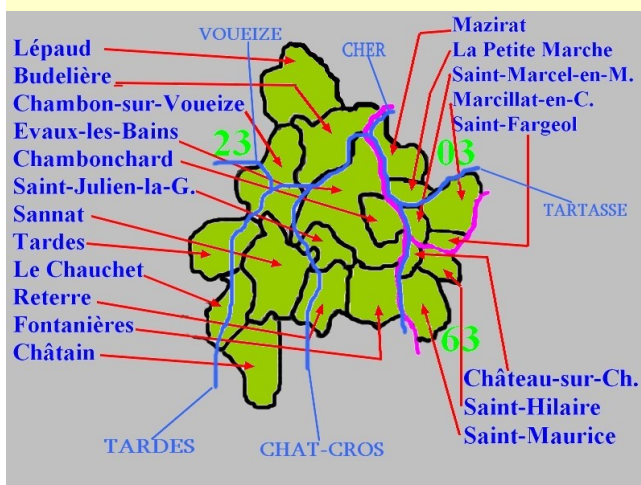 Lépaud
Budelière
Chambon-sur-Voueize
Evaux-les-Bains
Chambonchard
Saint-Julien-la-G.
Sannat
Tardes
Le Chauchet
Reterre
Fontanières
Châtain
VOUEIZE
CHER
23
03
63
Mazirat
La Petite Marche
Saint-Marcel-en-M.
Marcillat-en-C.
Saint-Fargeol
TARTASSE
Château-sur-Ch.
Saint-Hilaire
Saint-Maurice
TARDES
CHAT-CROS